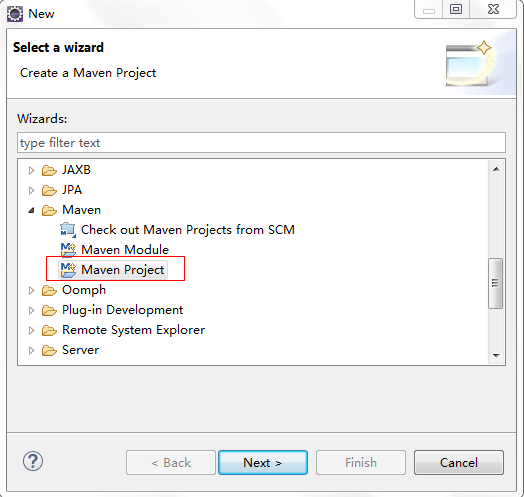 New
Select a wizard
Create a Maven Project
Wizards:
type filter text
JAXB
JPA
Maven
Check out Maven Projects from SCM
Maven Module
Maven Project
Oomph
Plug-in Development
Remote System Explorer
Server
?
< Back
Next >
Finish
Cancel